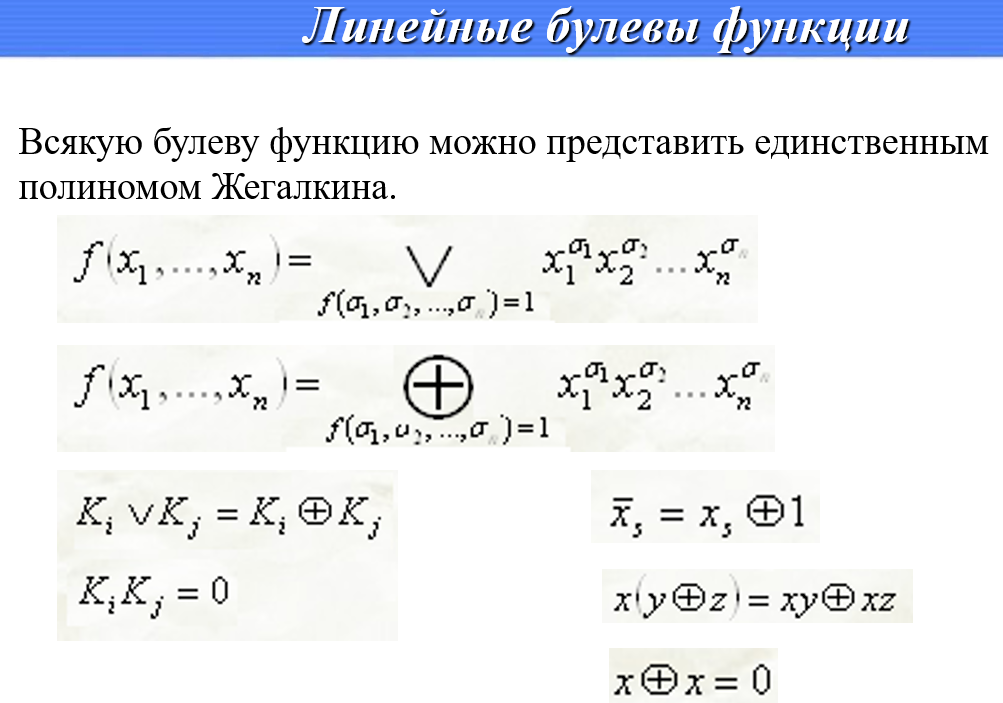 Линейные булевы функции
Всякую булеву функцию можно представить единственным
полиномом Жегалкина.
f(x₁,...,xₙ)= ⋁ x₁^σ₁ x₂^σ₂ ... xₙ^σₙ
f(σ₁,σ₂,...,σₙ)=1
f(x₁,...,xₙ)= ⊕ x₁^σ₁ x₂^σ₂ ... xₙ^σₙ
f(σ₁,σ₂,...,σₙ)=1
Kᵢ ∨ Kⱼ = Kᵢ ⊕ Kⱼ
x̄ₛ = xₛ ⊕ 1
KᵢKⱼ = 0
x(y⊕z)= xy⊕xz
x⊕x = 0